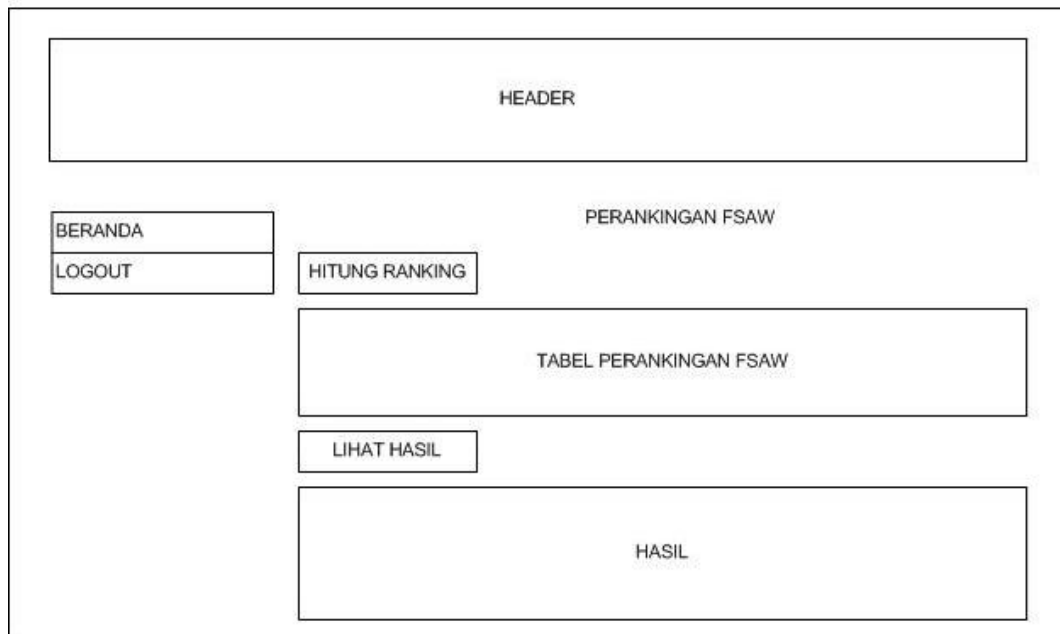 HEADER
BERANDA
LOGOUT
PERANKINGAN FSAW
HITUNG RANKING
TABEL PERANKINGAN FSAW
LIHAT HASIL
HASIL